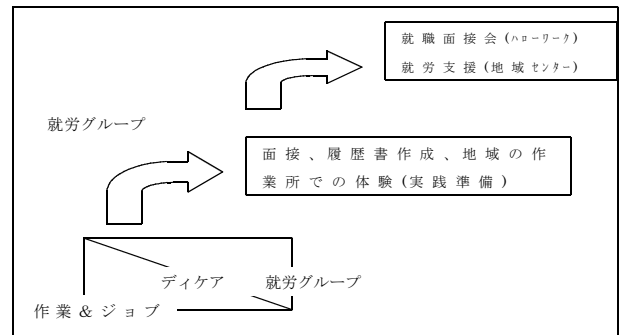 就職面接会(ハローワーク)
就労支援(地域センター)
就労グループ
面接、履歴書作成、地域の作
業所での体験(実践準備)
ディケア 就労グループ
作業&ジョブ